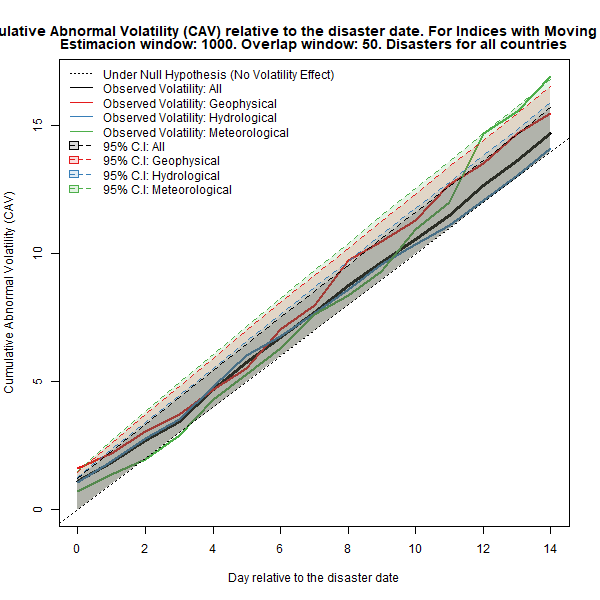 ulative Abnormal Volatility (CAV) relative to the disaster date. For Indices with Moving
Estimacion window: 1000. Overlap window: 50. Disasters for all countries
Under Null Hypothesis (No Volatility Effect)
Observed Volatility: All
Observed Volatility: Geophysical
Observed Volatility: Hydrological
Observed Volatility: Meteorological
95% C.I: All
95% C.I: Geophysical
95% C.I: Hydrological
95% C.I: Meteorological
Cumulative Abnormal Volatility (CAV)
15
10
5
0
0 2 4 6 8 10 12 14
Day relative to the disaster date